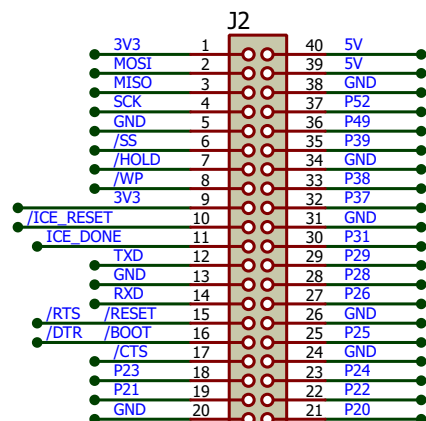 J2
3V3 1 40 5V
MOSI 2 39 5V
MISO 3 38 GND
SCK 4 37 P52
GND 5 36 P49
/SS 6 35 P39
/HOLD 7 34 GND
/WP 8 33 P38
3V3 9 32 P37
/ICE_RESET 10 31 GND
ICE_DONE 11 30 P31
TXD 12 29 P29
GND 13 28 P28
RXD 14 27 P26
/RTS /RESET 15 26 GND
/DTR /BOOT 16 25 P25
/CTS 17 24 GND
P23 18 23 P24
P21 19 22 P22
GND 20 21 P20